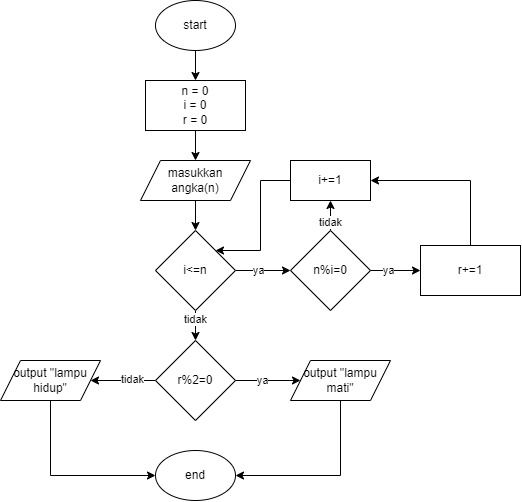 start
n = 0
i = 0
r = 0
masukkan
angka(n)
i+=1
tidak
i<=n
ya
n%i=0
ya
r+=1
tidak
output "lampu
hidup"
tidak
r%2=0
ya
output "lampu
mati"
end